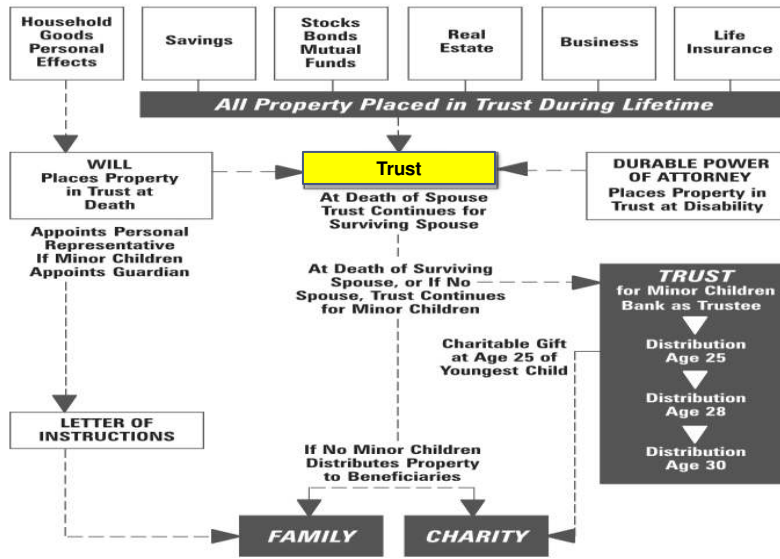 Household
Goods
Personal
Effects
Savings
Stocks
Bonds
Mutual
Funds
Real
Estate
Business
Life
Insurance
All Property Placed in Trust During Lifetime
WILL
Places Property
in Trust at
Death
Trust
DURABLE POWER
OF ATTORNEY
Places Property in
Trust at Disability
At Death of Spouse
Trust Continues for
Surviving Spouse
Appoints Personal
Representative
If Minor Children
Appoints Guardian
At Death of Surviving
Spouse, or If No
Spouse, Trust Continues
for Minor Children
TRUST
for Minor Children
Bank as Trustee
Distribution
Age 25
Distribution
Age 28
Distribution
Age 30
Charitable Gift
at Age 25 of
Youngest Child
LETTER OF
INSTRUCTIONS
If No Minor Children
Distributes Property
to Beneficiaries
FAMILY
CHARITY